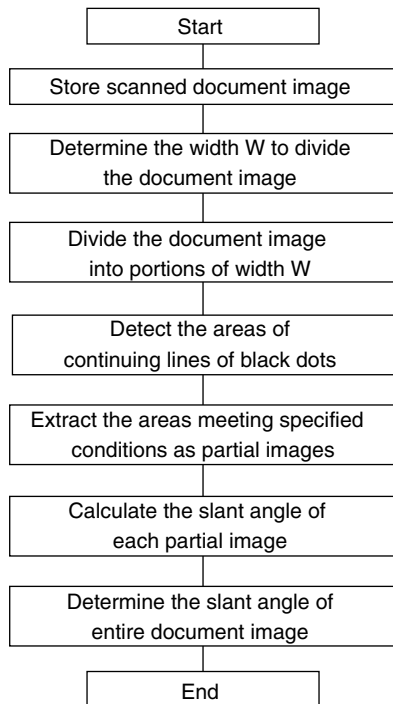 Start
Store scanned document image
Determine the width W to divide
the document image
Divide the document image
into portions of width W
Detect the areas of
continuing lines of black dots
Extract the areas meeting specified
conditions as partial images
Calculate the slant angle of
each partial image
Determine the slant angle of
entire document image
End